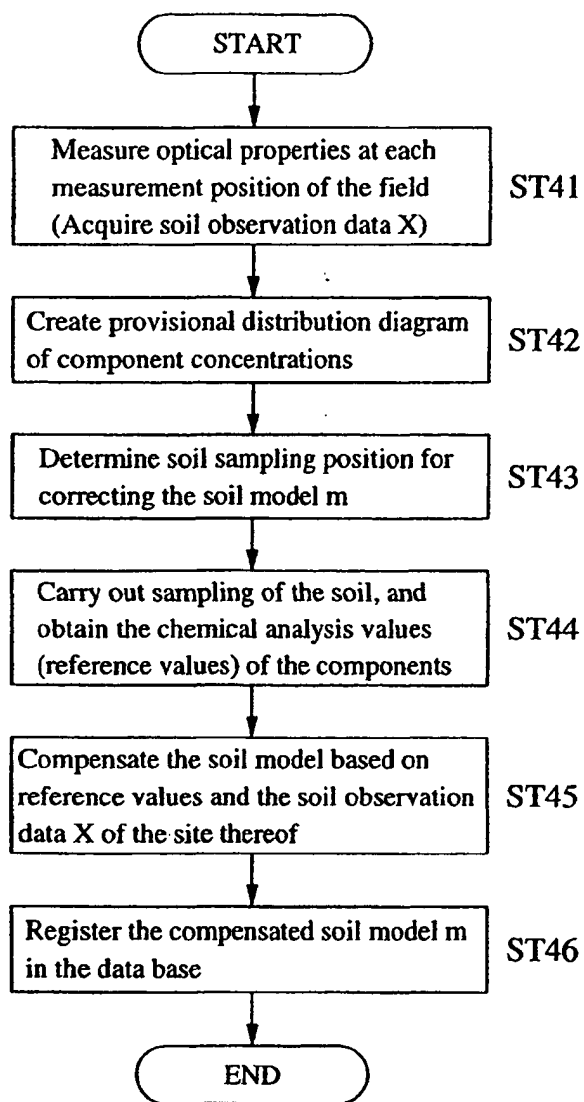 START
Measure optical properties at each
measurement position of the field
(Acquire soil observation data X)
ST41
Create provisional distribution diagram
of component concentrations
ST42
Determine soil sampling position for
correcting the soil model m
ST43
Carry out sampling of the soil, and
obtain the chemical analysis values
(reference values) of the components
ST44
Compensate the soil model based on
reference values and the soil observation
data X of the site thereof
ST45
Register the compensated soil model m
in the data base
ST46
END